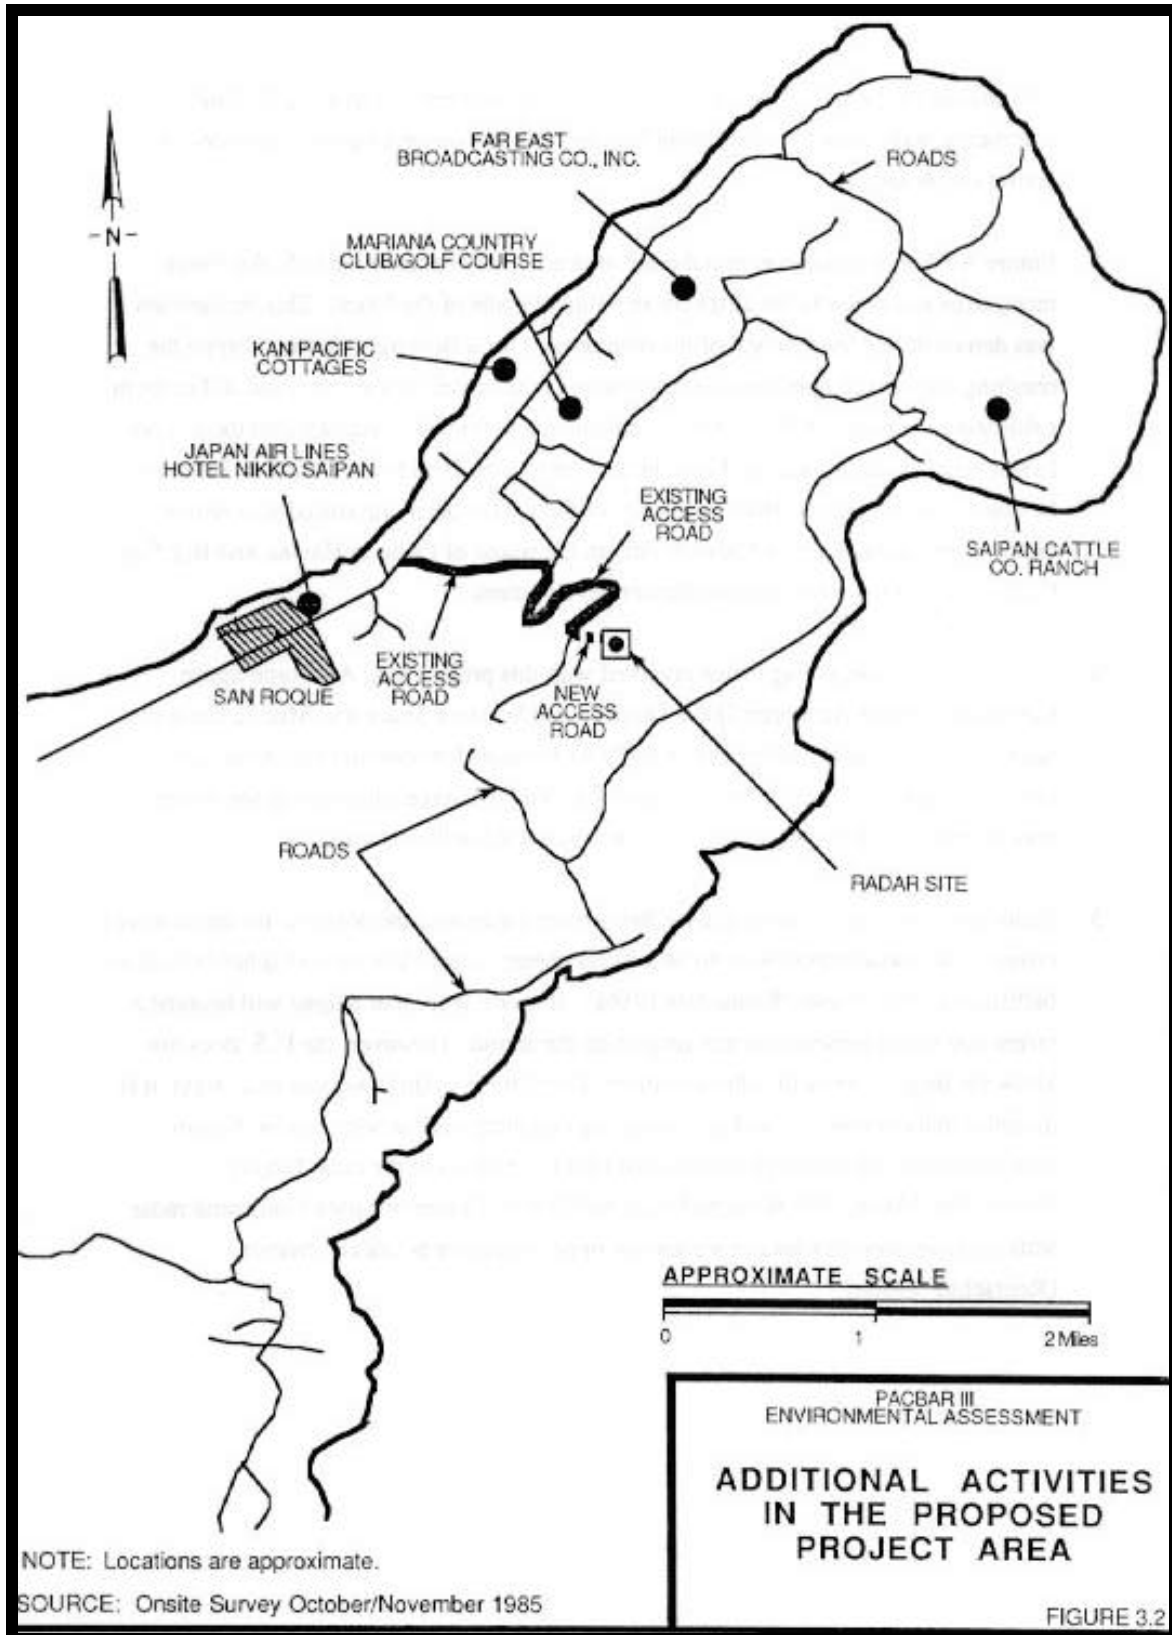 FAR EAST
BROADCASTING CO., INC.
ROADS
N
MARIANA COUNTRY
CLUB/GOLF COURSE
KAN PACIFIC
COTTAGES
JAPAN AIR LINES
HOTEL NIKKO SAIPAN
EXISTING
ACCESS
ROAD
SAIPAN CATTLE
CO. RANCH
SAN ROQUE
EXISTING
ACCESS
ROAD
NEW
ACCESS
ROAD
ROADS
RADAR SITE
APPROXIMATE SCALE
0 1 2 Miles
PACBAR III
ENVIRONMENTAL ASSESSMENT
ADDITIONAL ACTIVITIES
IN THE PROPOSED
PROJECT AREA
NOTE: Locations are approximate.
SOURCE: Onsite Survey October/November 1985
FIGURE 3.2